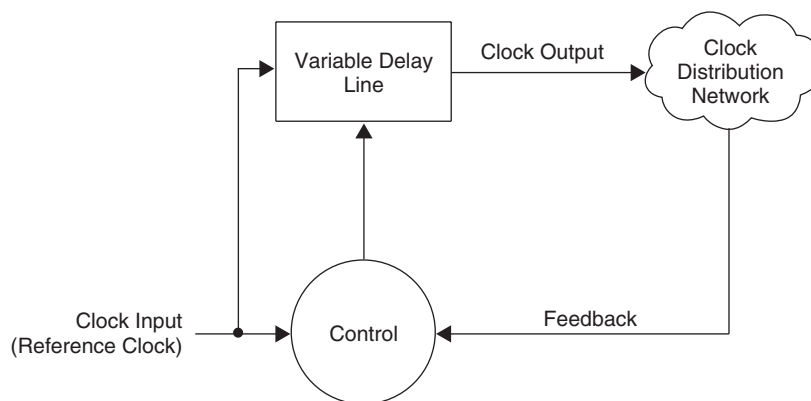 Variable Delay
Line
Clock Output
Clock
Distribution
Network
Clock Input
(Reference Clock)
Control
Feedback